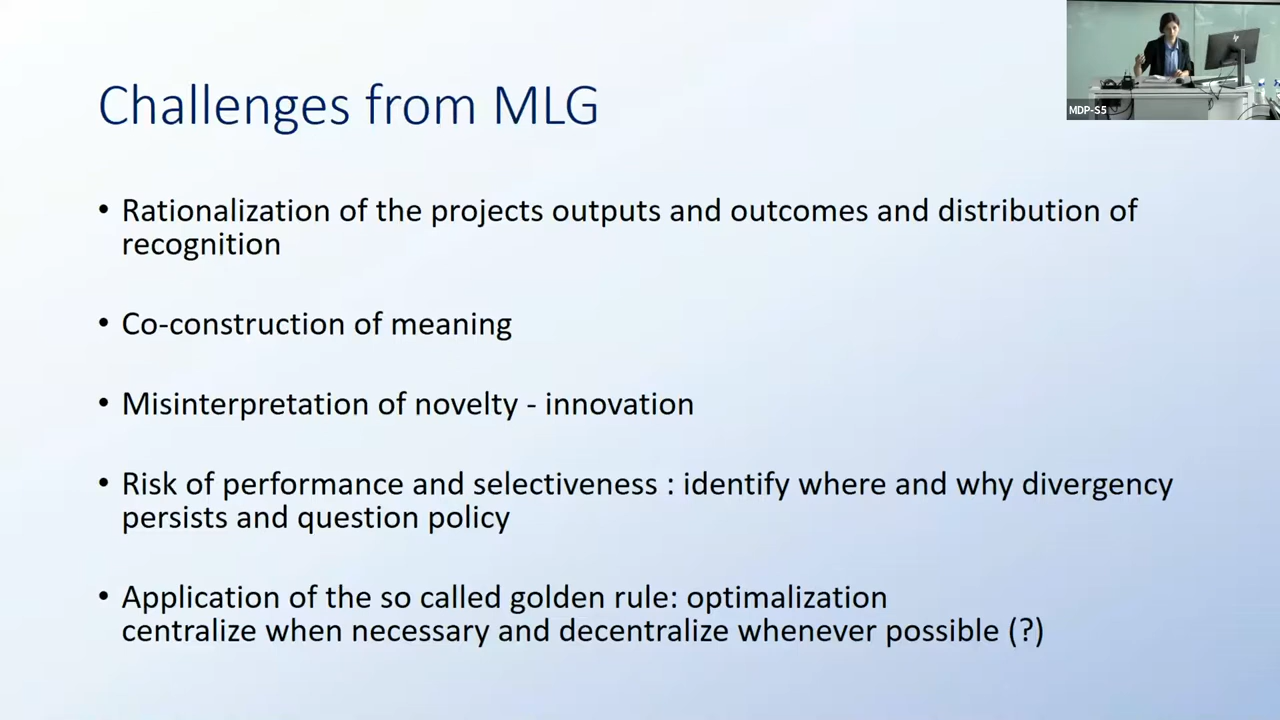 Challenges from MLG
• Rationalization of the projects outputs and outcomes and distribution of
recognition
• Co-construction of meaning
• Misinterpretation of novelty - innovation
• Risk of performance and selectiveness : identify where and why divergency
persists and question policy
• Application of the so called golden rule: optimalization
centralize when necessary and decentralize whenever possible (?)
MDP-S5